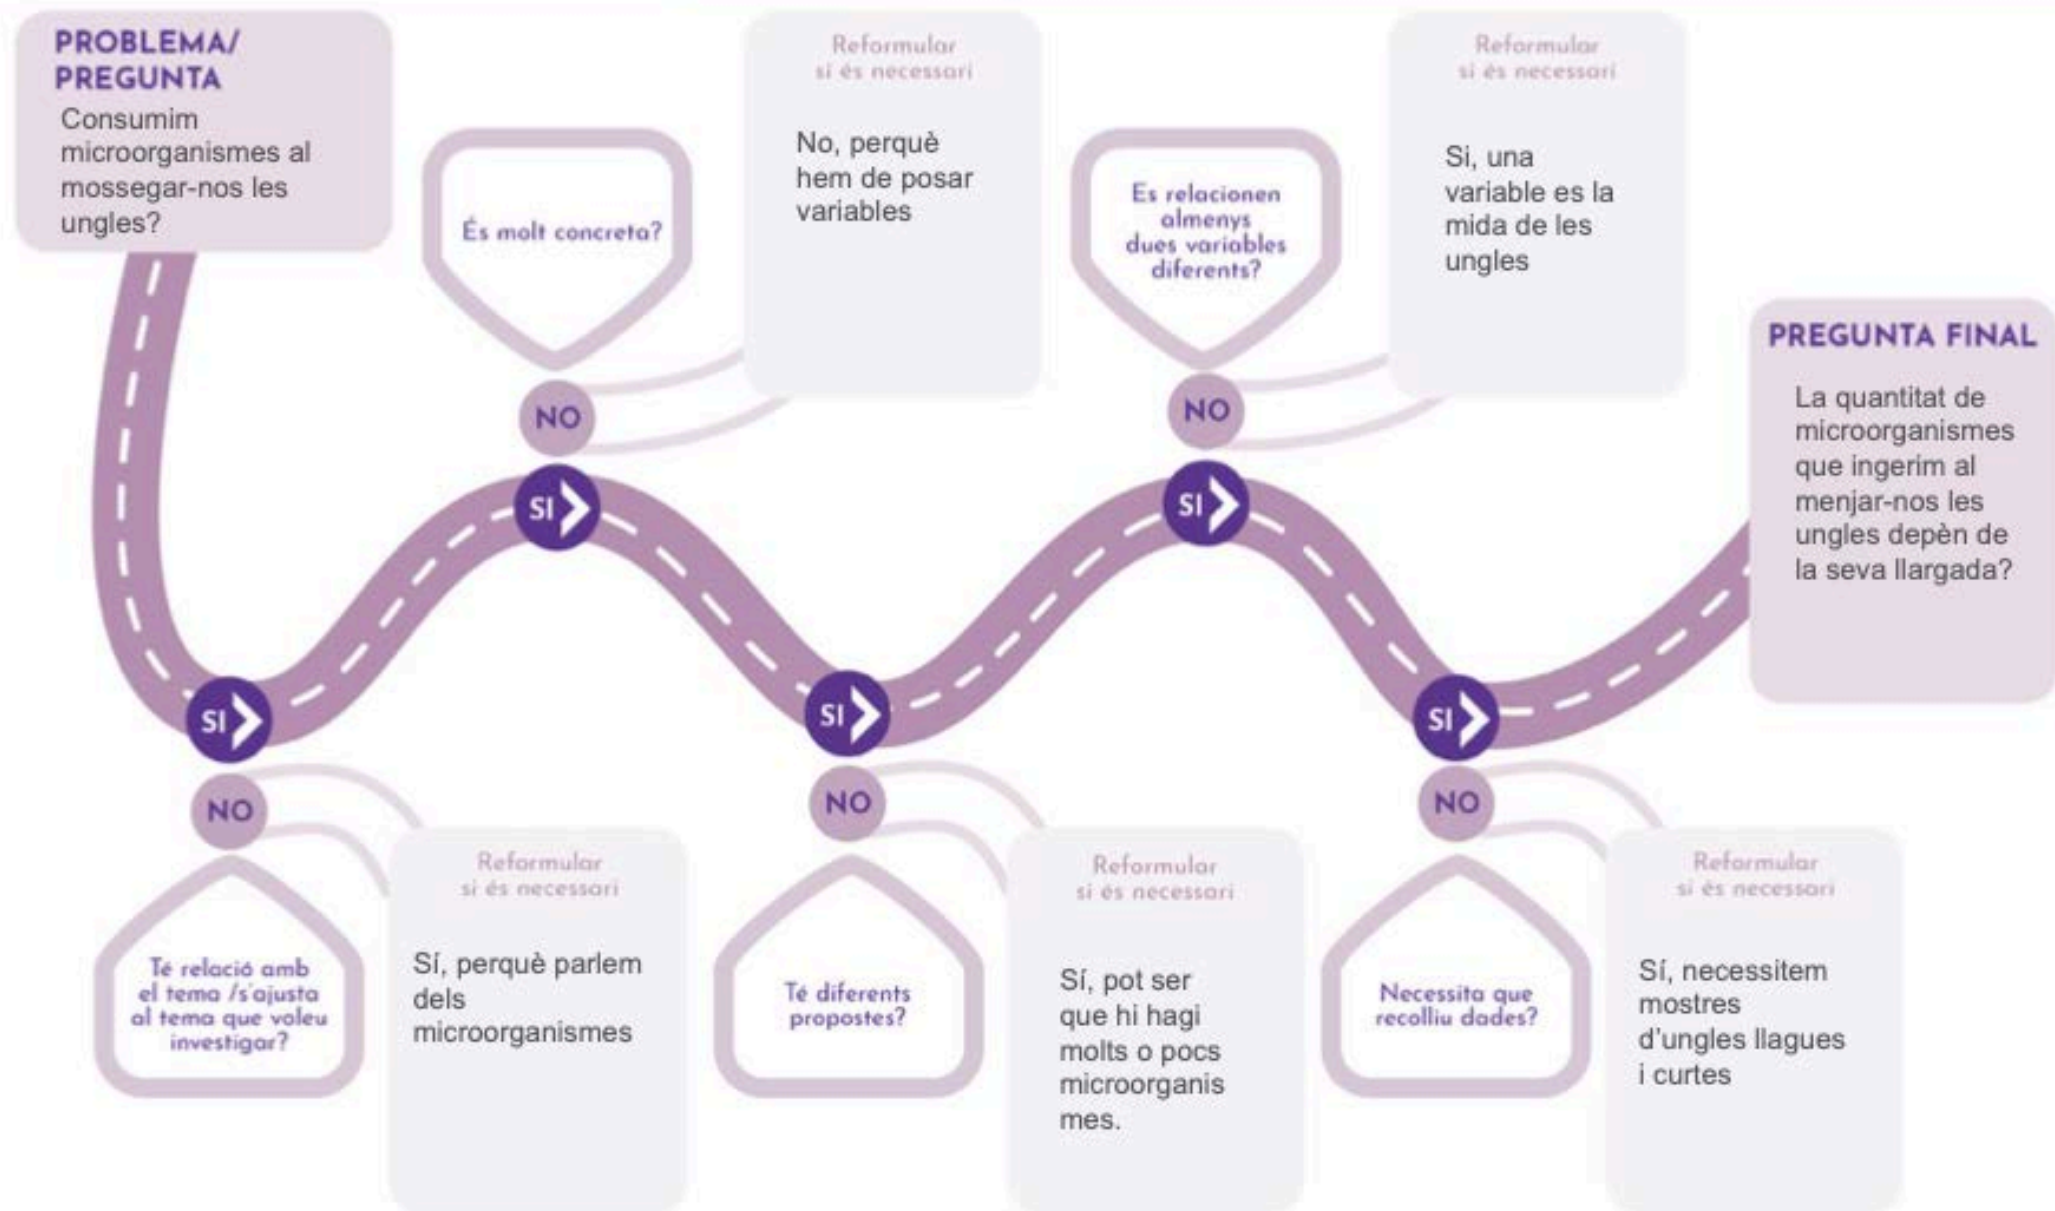 PROBLEMA/
PREGUNTA
Consumim
microorganismes al
mossegar-nos les
ungles?
SI
NO
Té relació amb
el tema /s'ajusta
al tema que voleu
investigar?
Reformular
si és necessari
Sí, perquè parlem
dels
microorganismes
És molt concreta?
NO
SI
Reformular
si és necessari
No, perquè
hem de posar
variables
SI
NO
Té diferents
propostes?
Reformular
si és necessari
Sí, pot ser
que hi hagi
molts o pocs
microorganis
mes.
Es relacionen
almenys
dues variables
diferents?
NO
SI
Reformular
si és necessari
Si, una
variable es la
mida de les
ungles
SI
NO
Necessita que
recolliu dades?
Reformular
si és necessari
Sí, necessitem
mostres
d'ungles llagues
i curtes
PREGUNTA FINAL
La quantitat de
microorganismes
que ingerim al
menjar-nos les
ungles depèn de
la seva llargada?